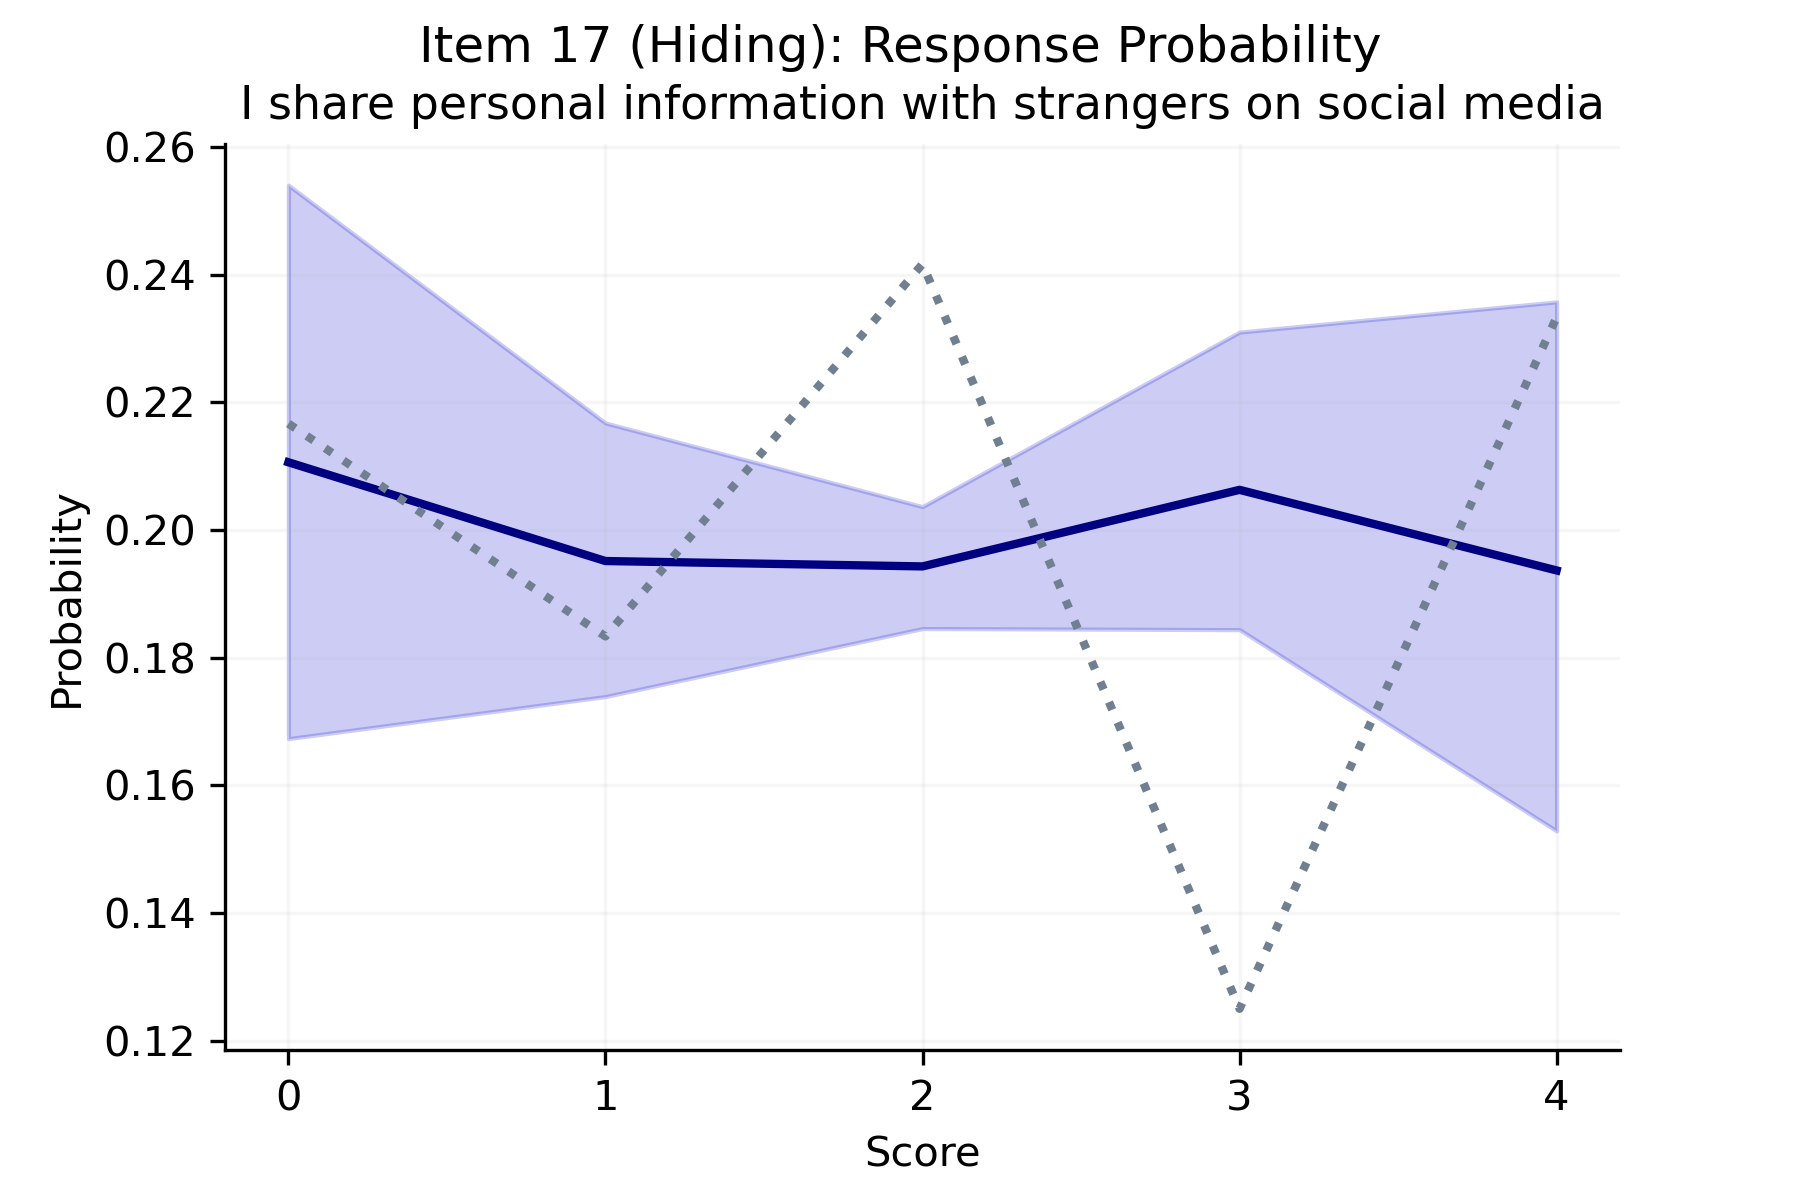 Item 17 (Hiding): Response Probability
I share personal information with strangers on social media
0.26
0.24
0.22
0.20
0.18
0.16
0.14
0.12
Probability
0 1 2 3 4
Score